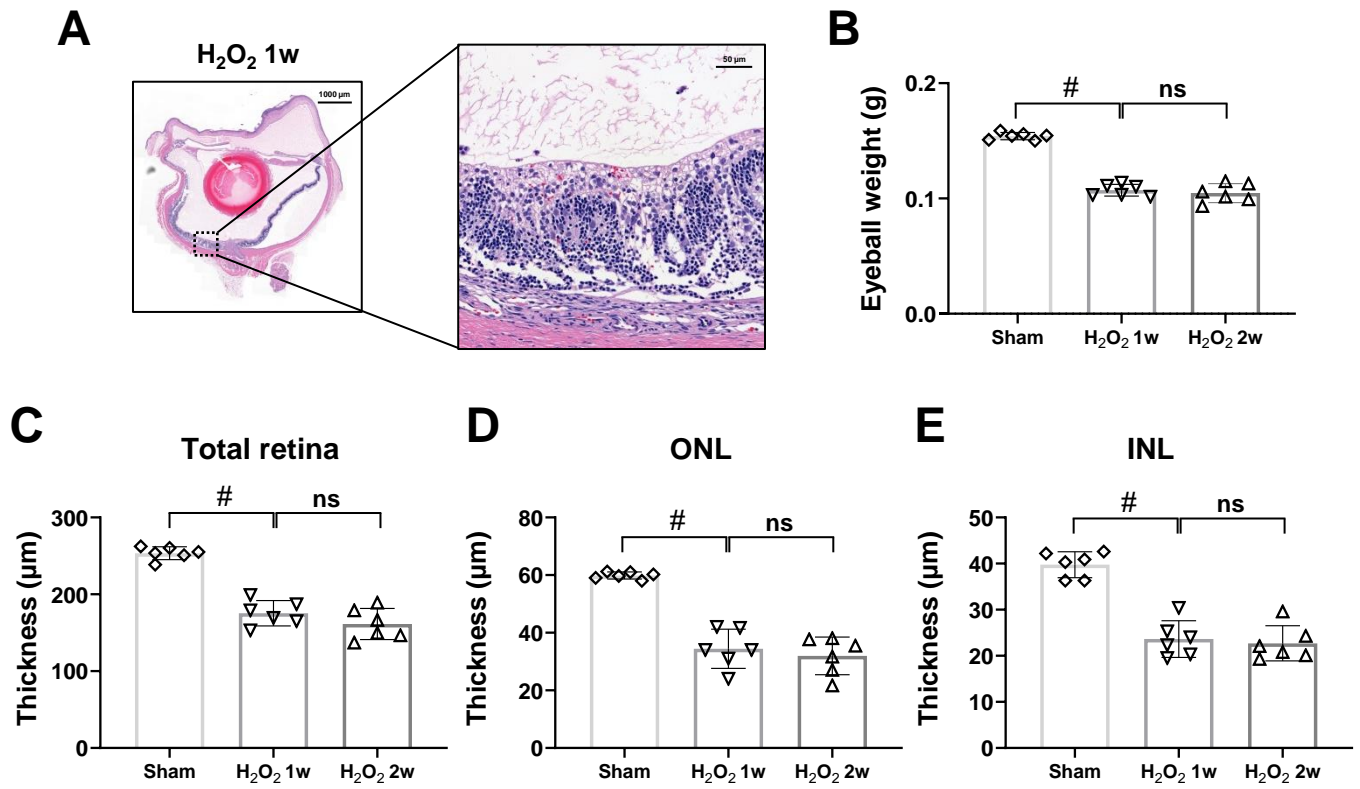 A
H₂O₂ 1w
1000 μm
50 μm
B
Eyeball weight (g)
0.2
0.1
0.0
#
ns
Sham
H₂O₂ 1w
H₂O₂ 2w
C
Total retina
Thickness (μm)
300
200
100
0
#
ns
Sham
H₂O₂ 1w
H₂O₂ 2w
D
ONL
Thickness (μm)
80
60
40
20
0
#
ns
Sham
H₂O₂ 1w
H₂O₂ 2w
E
INL
Thickness (μm)
50
40
30
20
10
0
#
ns
Sham
H₂O₂ 1w
H₂O₂ 2w